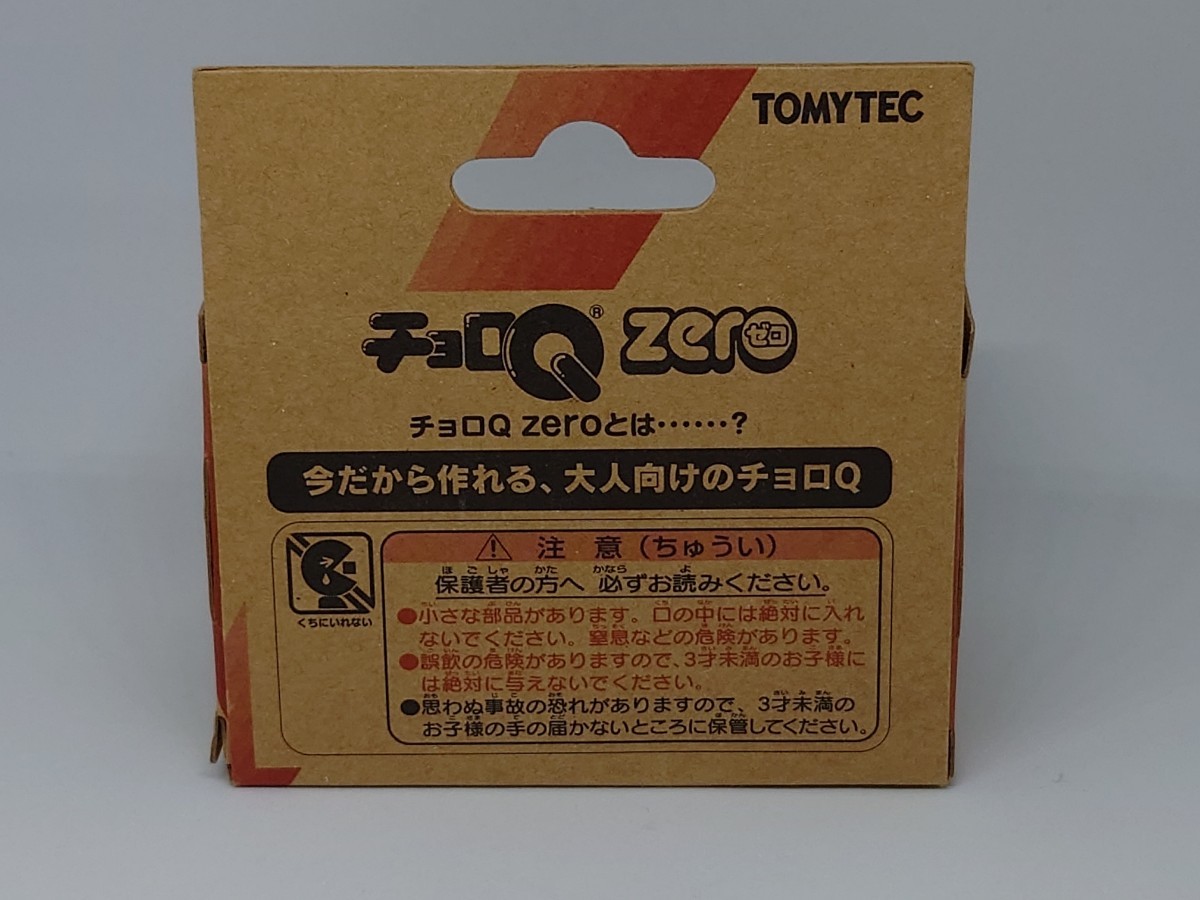 TOMYTEC
チョロQ® zero ゼロ
チョロQ zeroとは……?
今だから作れる、大人向けのチョロQ
⚠ 注 意（ちゅうい）
保護者の方へ 必ずお読みください。
●小さな部品があります。口の中には絶対に入れ
ないでください。窒息などの危険があります。
●誤飲の危険がありますので、3才未満のお子様に
は絶対に与えないでください。
●思わぬ事故の恐れがありますので、3才未満の
お子様の手の届かないところに保管してください。
くちにいれない